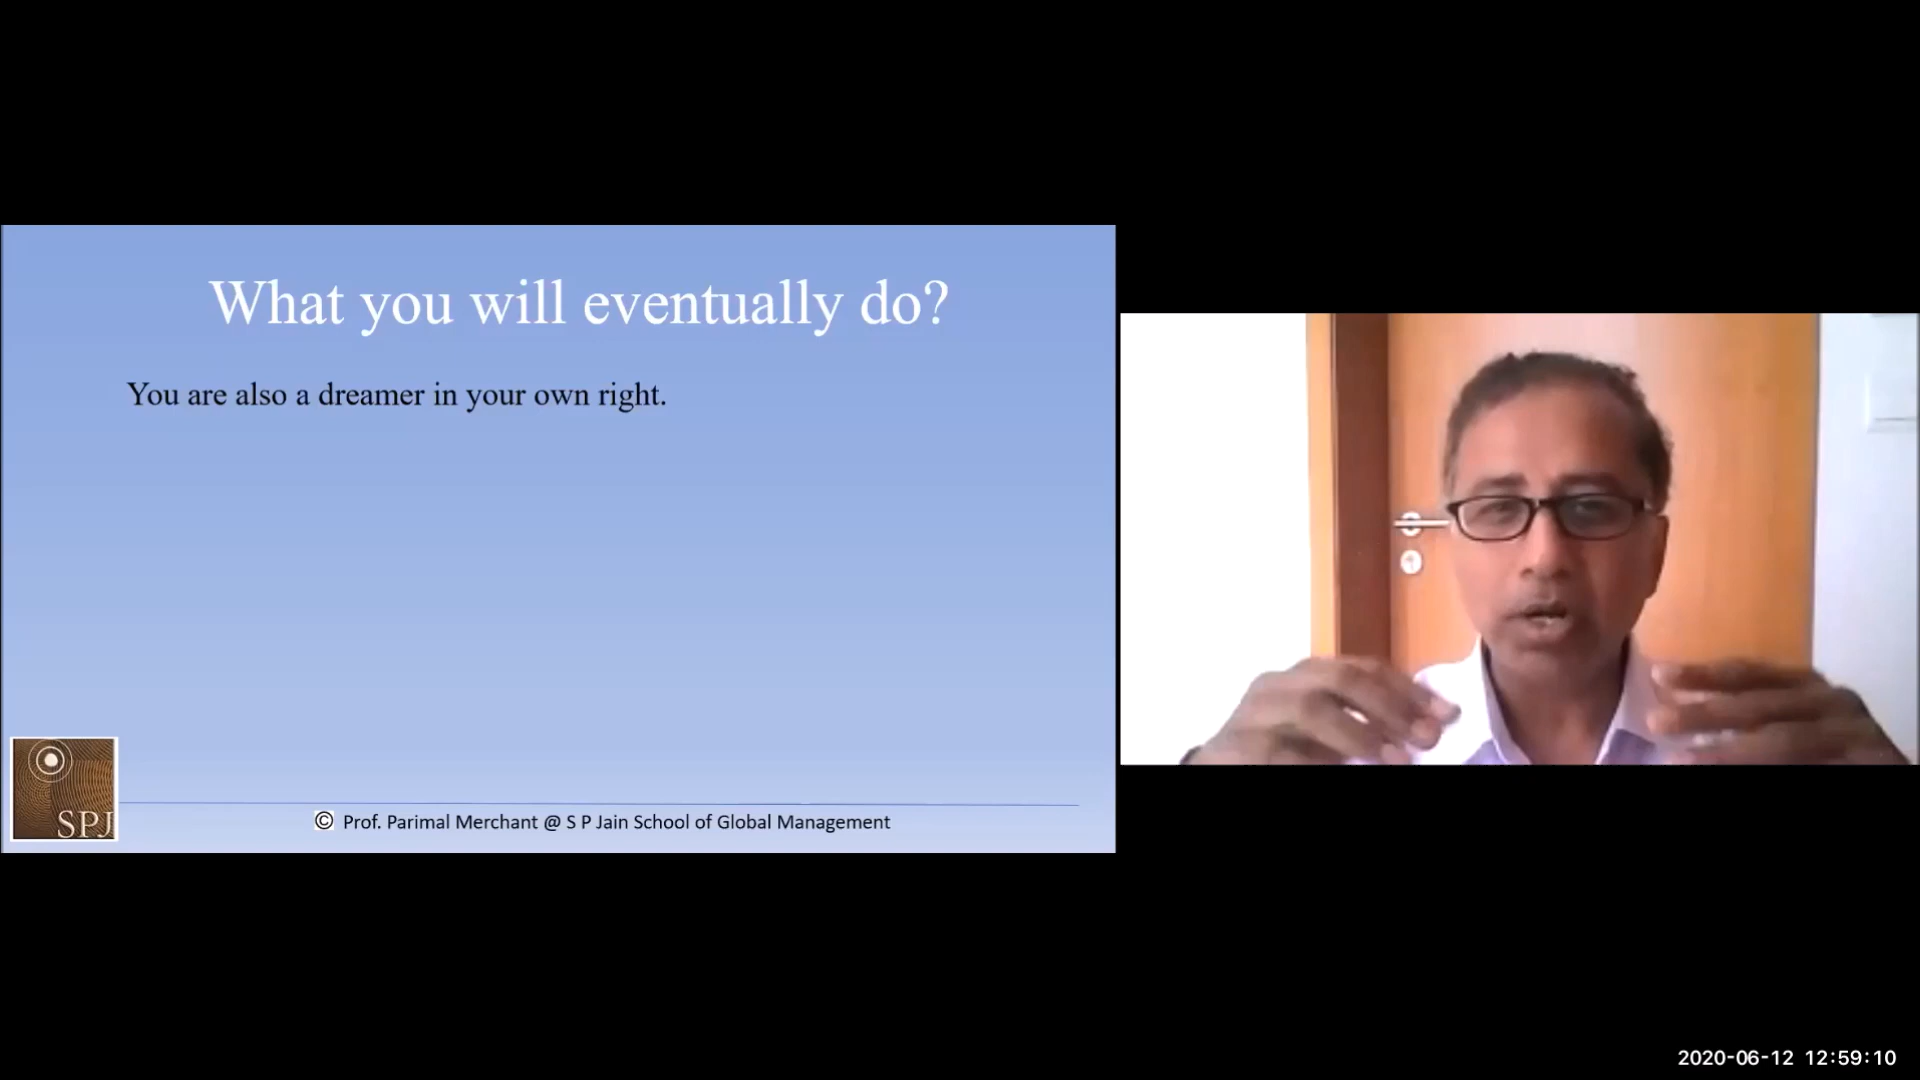 What you will eventually do?
You are also a dreamer in your own right.
SPJ
© Prof. Parimal Merchant @ S P Jain School of Global Management
2020-06-12 12:59:10